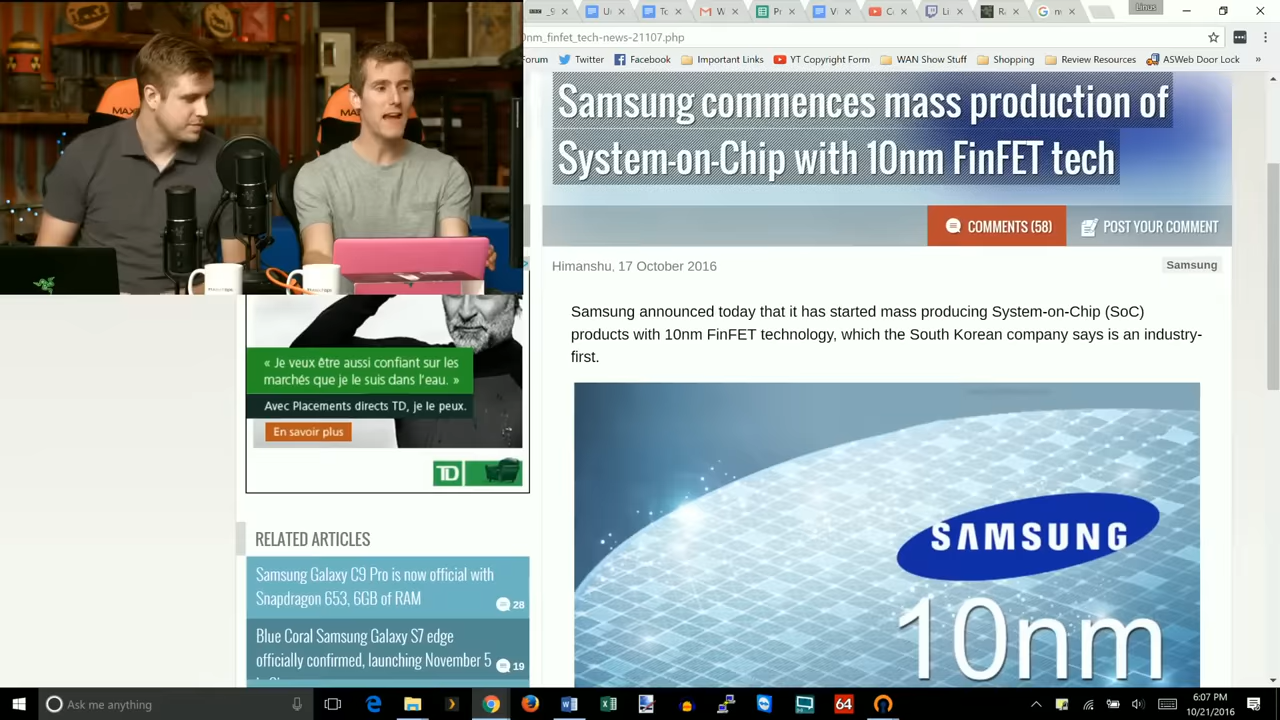 Linus
0nm_finfet_tech-news-21107.php
orum
Twitter
Facebook
Important Links
YT Copyright Form
WAN Show Stuff
Shopping
Review Resources
ASWeb Door Lock
»
Samsung commences mass production of
System-on-Chip with 10nm FinFET tech
COMMENTS (58)
POST YOUR COMMENT
Himanshu, 17 October 2016
Samsung
Samsung announced today that it has started mass producing System-on-Chip (SoC)
products with 10nm FinFET technology, which the South Korean company says is an industry-
first.
SAMSUNG
10nm
« Je veux être aussi confiant sur les
marchés que je le suis dans l'eau. »
Avec Placements directs TD, je le peux.
En savoir plus
TD
RELATED ARTICLES
Samsung Galaxy C9 Pro is now official with
Snapdragon 653, 6GB of RAM
28
Blue Coral Samsung Galaxy S7 edge
officially confirmed, launching November 5
19
Ask me anything
64
6:07 PM
10/21/2016